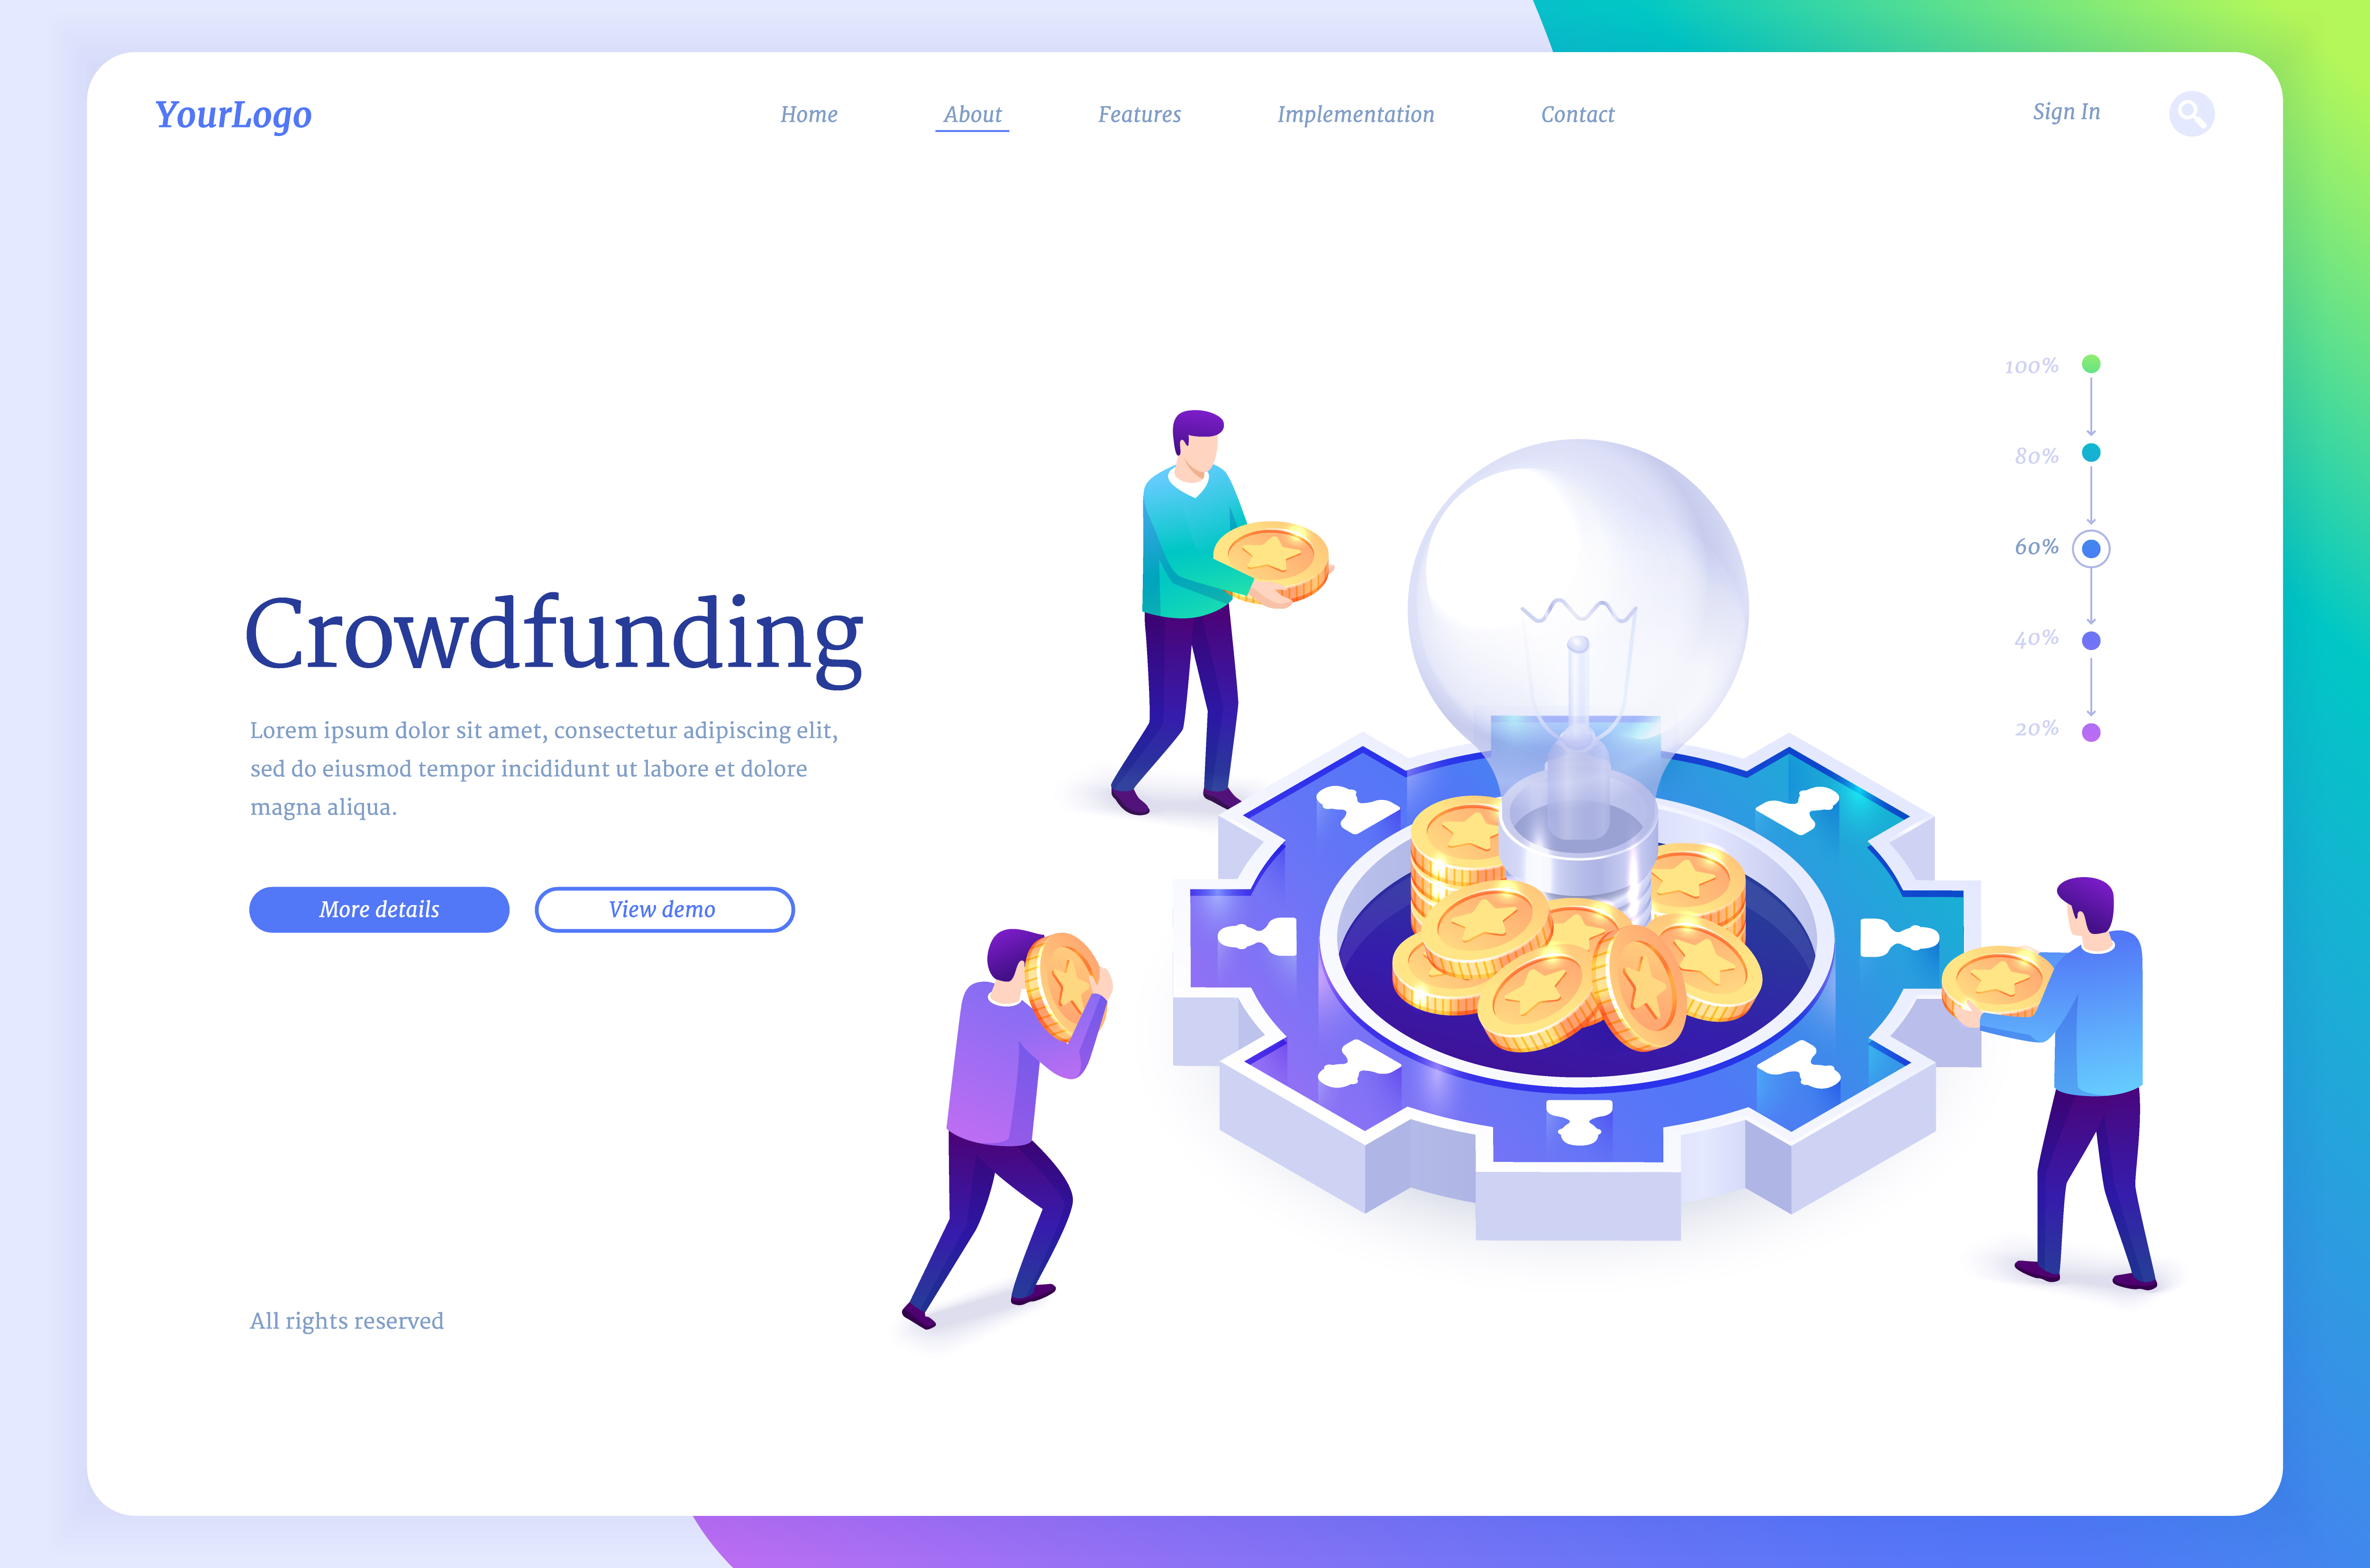 YourLogo
Home
About
Features
Implementation
Contact
Sign In
100%
80%
60%
40%
20%
Crowdfunding
Lorem ipsum dolor sit amet, consectetur adipiscing elit,
sed do eiusmod tempor incididunt ut labore et dolore
magna aliqua.
More details
View demo
All rights reserved